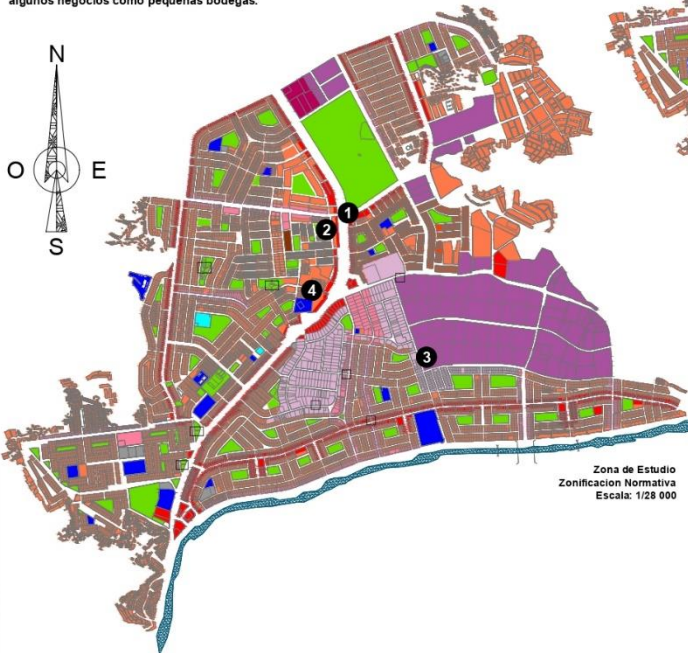 algunos negocios como pequeñas bodegas.
N
O E
S
1
2
4
3
Zona de Estudio
Zonificacion Normativa
Escala: 1/28 000